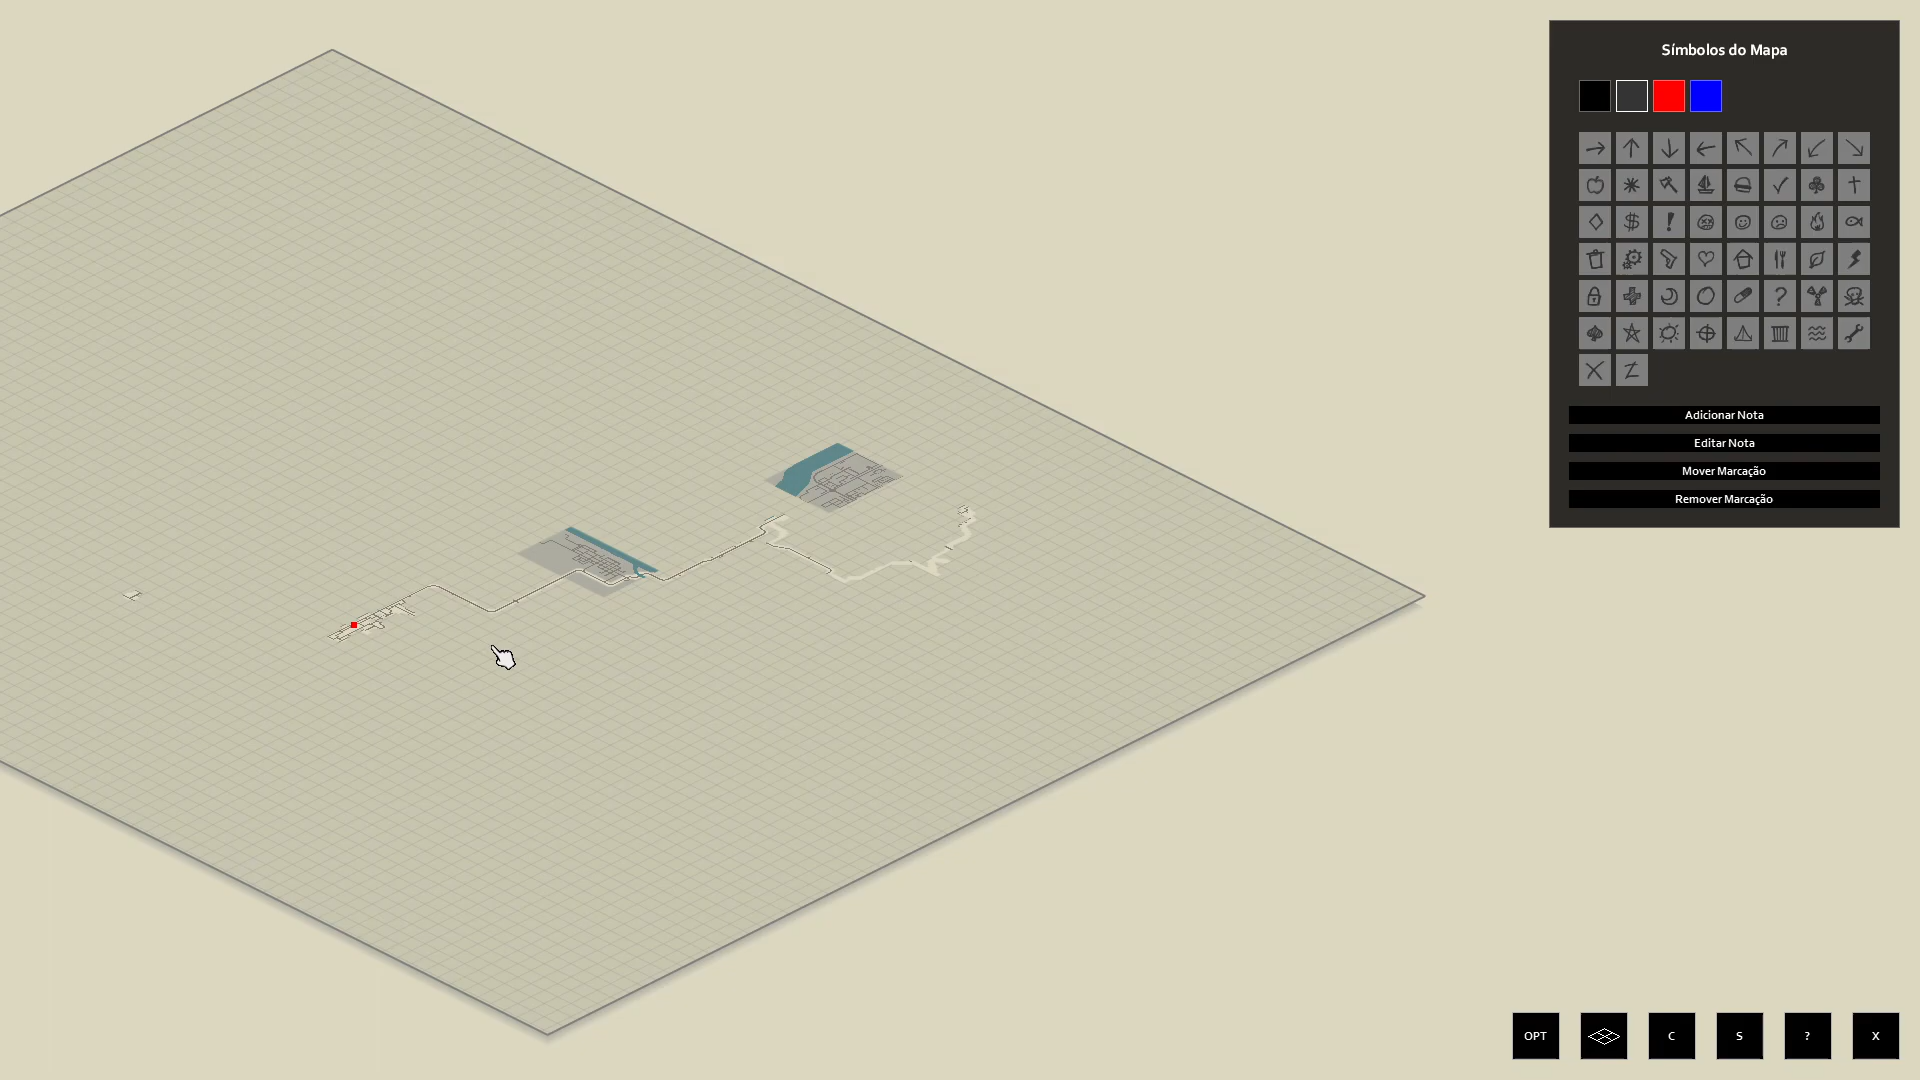 Símbolos do Mapa
Adicionar Nota
Editar Nota
Mover Marcação
Remover Marcação
OPT
C
S
?
X